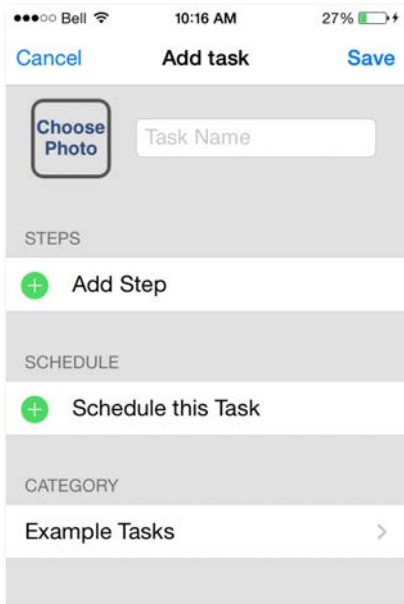 Bell 10:16 AM 27%
Cancel Add task Save
Choose
Photo
Task Name
STEPS
Add Step
SCHEDULE
Schedule this Task
CATEGORY
Example Tasks